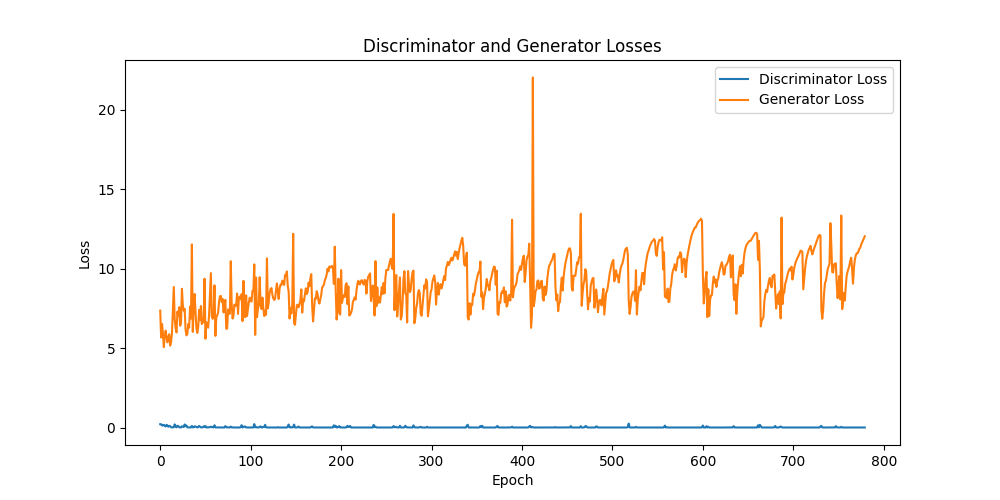 Discriminator and Generator Losses
Discriminator Loss
Generator Loss
20
15
10
5
0
Loss
0 100 200 300 400 500 600 700 800
Epoch